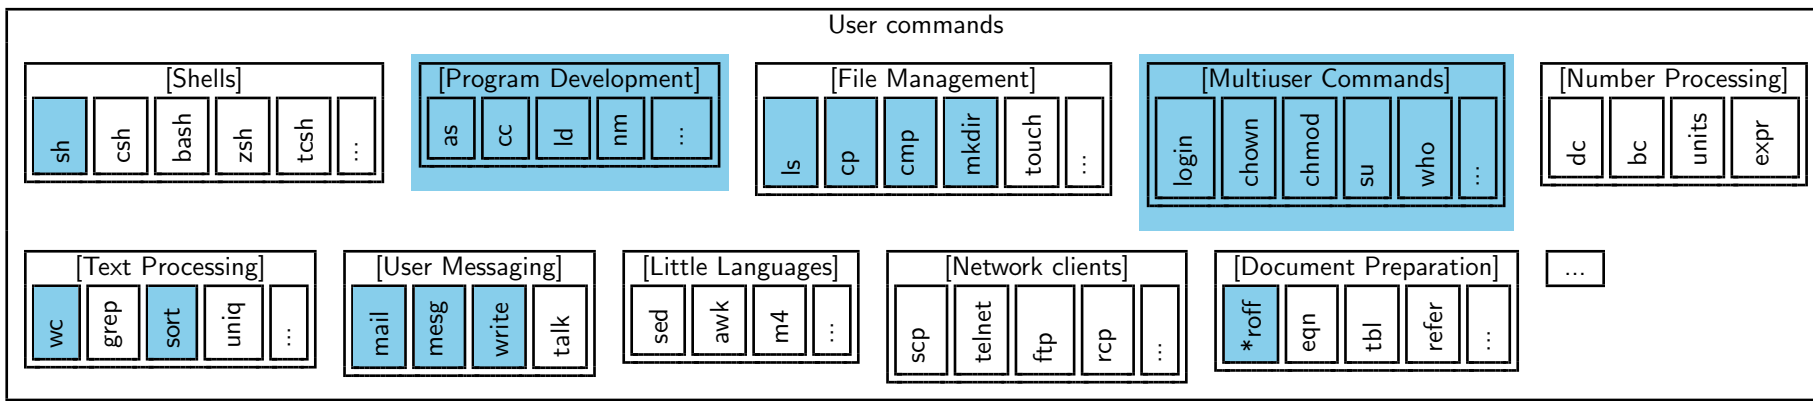 User commands
[Shells]
sh
csh
bash
zsh
tcsh
...
[Program Development]
as
cc
ld
nm
...
[File Management]
ls
cp
cmp
mkdir
touch
...
[Multiuser Commands]
login
chown
chmod
su
who
...
[Number Processing]
dc
bc
units
expr
[Text Processing]
wc
grep
sort
uniq
...
[User Messaging]
mail
mesg
write
talk
[Little Languages]
sed
awk
m4
...
[Network clients]
scp
telnet
ftp
rcp
...
[Document Preparation]
*roff
eqn
tbl
refer
...
...